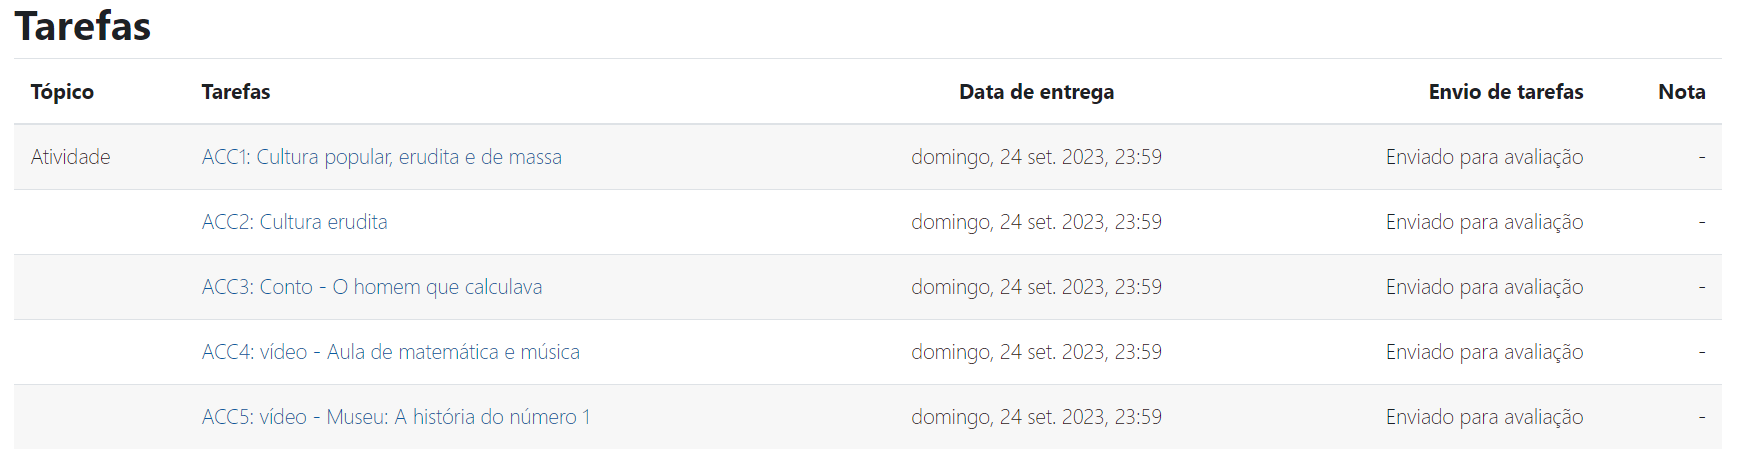 Tarefas
Tópico Tarefas Data de entrega Envio de tarefas Nota
Atividade ACC1: Cultura popular, erudita e de massa domingo, 24 set. 2023, 23:59 Enviado para avaliação -
ACC2: Cultura erudita domingo, 24 set. 2023, 23:59 Enviado para avaliação -
ACC3: Conto - O homem que calculava domingo, 24 set. 2023, 23:59 Enviado para avaliação -
ACC4: vídeo - Aula de matemática e música domingo, 24 set. 2023, 23:59 Enviado para avaliação -
ACC5: vídeo - Museu: A história do número 1 domingo, 24 set. 2023, 23:59 Enviado para avaliação -